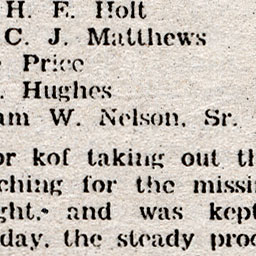 H. E. Holt
C. J. Matthews
Price
. Hughes
am W. Nelson, Sr.
or kof taking out th
ching for the missi
ght, and was kept
day. the steady proc